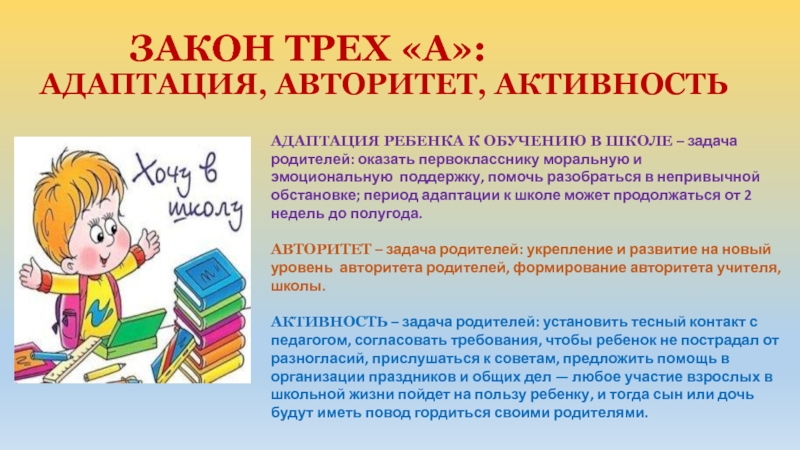 ЗАКОН ТРЕХ «А»:
АДАПТАЦИЯ, АВТОРИТЕТ, АКТИВНОСТЬ
Хочу в
школу
АДАПТАЦИЯ РЕБЕНКА К ОБУЧЕНИЮ В ШКОЛЕ – задача
родителей: оказать первокласснику моральную и
эмоциональную поддержку, помочь разобраться в непривычной
обстановке; период адаптации к школе может продолжаться от 2
недель до полугода.
АВТОРИТЕТ – задача родителей: укрепление и развитие на новый
уровень авторитета родителей, формирование авторитета учителя,
школы.
АКТИВНОСТЬ – задача родителей: установить тесный контакт с
педагогом, согласовать требования, чтобы ребенок не пострадал от
разногласий, прислушаться к советам, предложить помощь в
организации праздников и общих дел — любое участие взрослых в
школьной жизни пойдет на пользу ребенку, и тогда сын или дочь
будут иметь повод гордиться своими родителями.